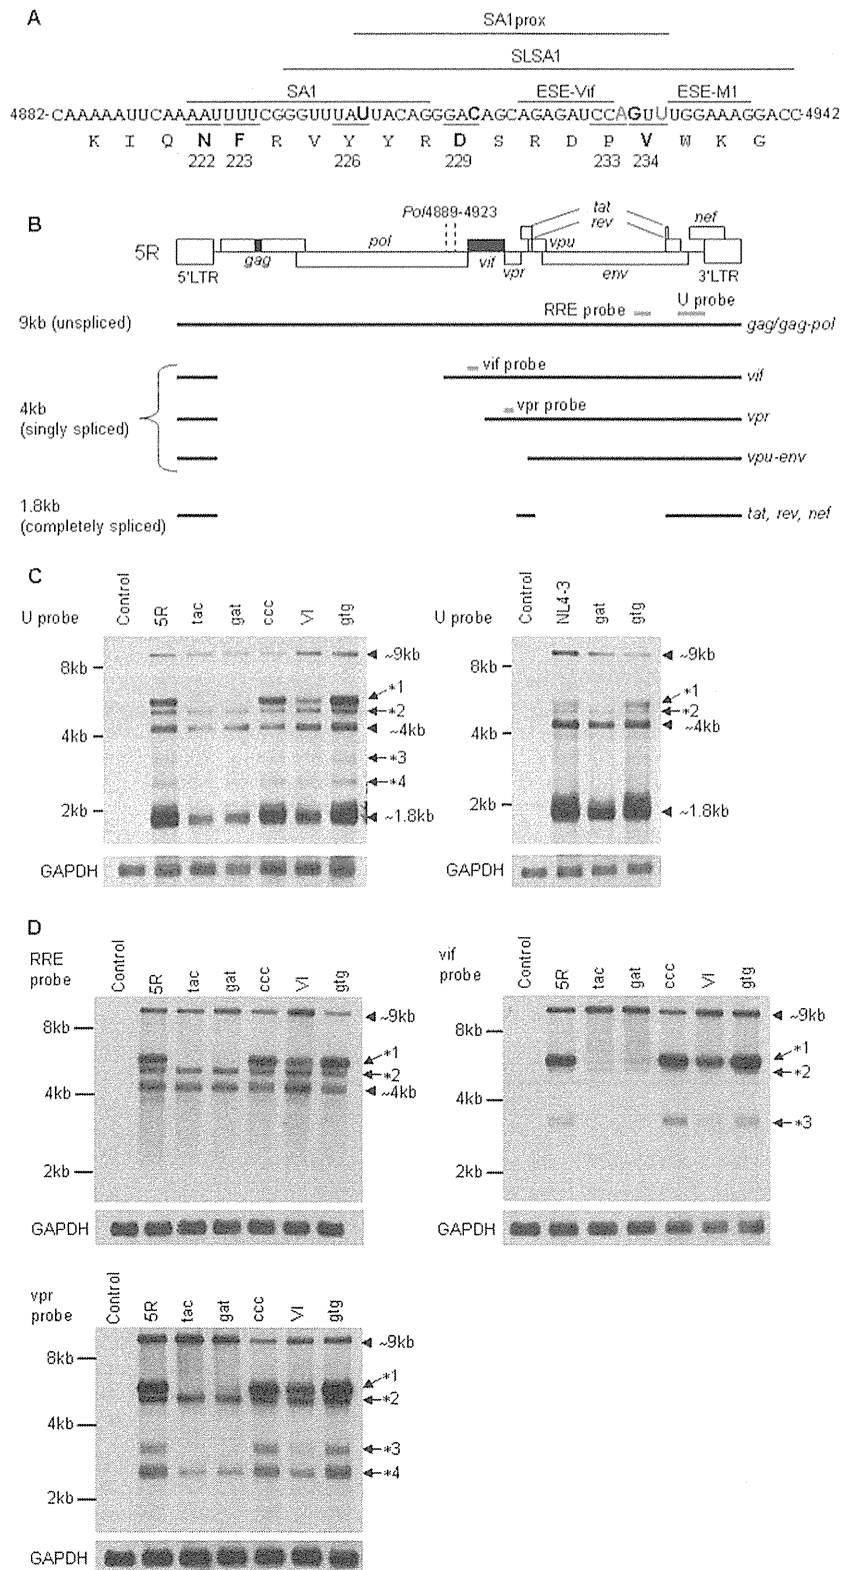 A
SA1prox
SLSA1
SA1 ESE-Vif ESE-M1
4882-CAAAAAUUCAAAAUUUUCGGGUUUAUUACAGGGACAGCAGAGAUCCAGUUUGGAAAGGACC-4942
K I Q N F R V Y Y R D S R D P V W K G
222 223 226 229 233 234
B
Pol4889-4923
tat
rev
nef
5R
5'LTR
gag
pol
vif
vpr
vpu
env
3'LTR
RRE probe
U probe
9kb (unspliced)
gag/gag-pol
vif probe
vif
4kb
(singly spliced)
vpr probe
vpr
vpu-env
1.8kb
(completely spliced)
tat, rev, nef
C
U probe
Control 5R tac gat ccc VI gtg
8kb
4kb
2kb
~9kb
*1
*2
~4kb
*3
*4
~1.8kb
GAPDH
U probe
Control NL4-3 gat gtg
8kb
4kb
2kb
~9kb
*1
*2
~4kb
~1.8kb
GAPDH
D
RRE
probe
Control 5R tac gat ccc VI gtg
8kb
4kb
2kb
~9kb
*1
*2
~4kb
GAPDH
vif
probe
Control 5R tac gat ccc VI gtg
8kb
4kb
2kb
~9kb
*1
*2
*3
GAPDH
vpr
probe
Control 5R tac gat ccc VI gtg
8kb
4kb
2kb
~9kb
*1
*2
*3
*4
GAPDH